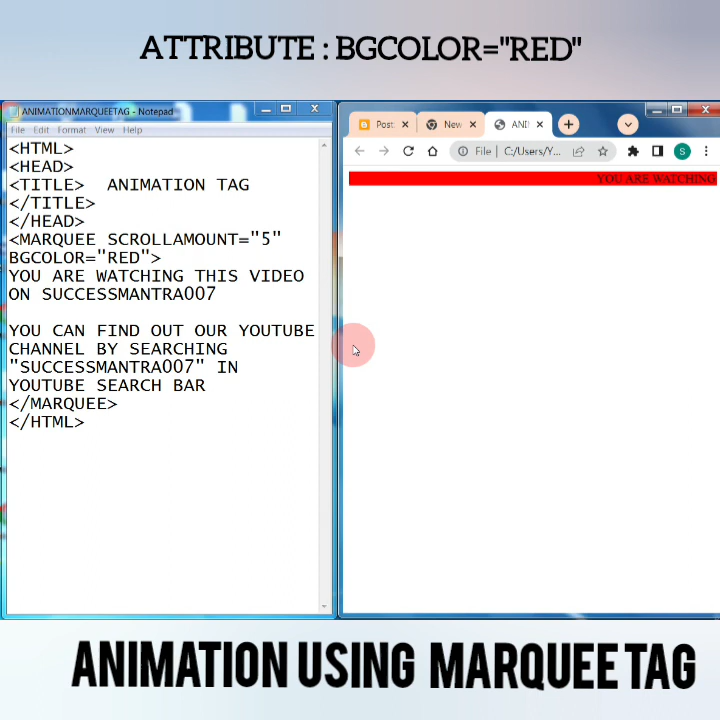 ATTRIBUTE : BGCOLOR="RED"
ANIMATIONMARQUEETAG - Notepad
File Edit Format View Help
<HTML>
<HEAD>
<TITLE> ANIMATION TAG
</TITLE>
</HEAD>
<MARQUEE SCROLLAMOUNT="5"
BGCOLOR="RED">
YOU ARE WATCHING THIS VIDEO
ON SUCCESSMANTRA007
YOU CAN FIND OUT OUR YOUTUBE
CHANNEL BY SEARCHING
"SUCCESSMANTRA007" IN
YOUTUBE SEARCH BAR
</MARQUEE>
</HTML>
Post New ANI
File | C:/Users/Y... S
YOU ARE WATCHING
ANIMATION USING MARQUEE TAG